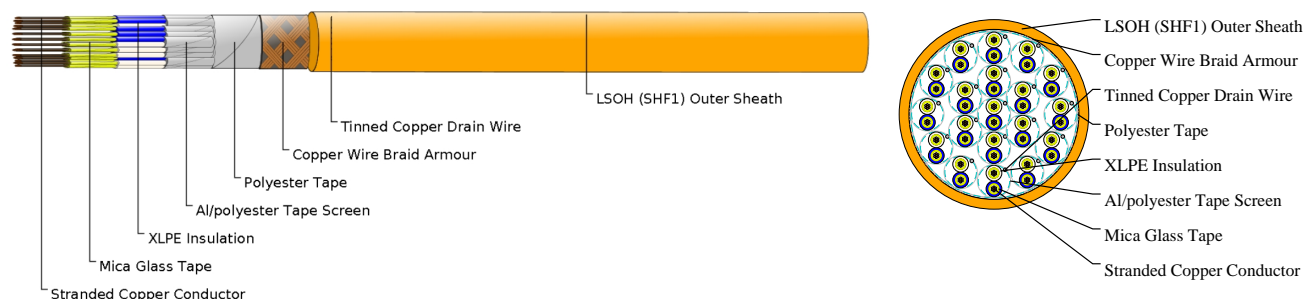 LSOH (SHF1) Outer Sheath
Tinned Copper Drain Wire
Copper Wire Braid Armour
Polyester Tape
Al/polyester Tape Screen
XLPE Insulation
Mica Glass Tape
Stranded Copper Conductor
LSOH (SHF1) Outer Sheath
Copper Wire Braid Armour
Tinned Copper Drain Wire
Polyester Tape
XLPE Insulation
Al/polyester Tape Screen
Mica Glass Tape
Stranded Copper Conductor